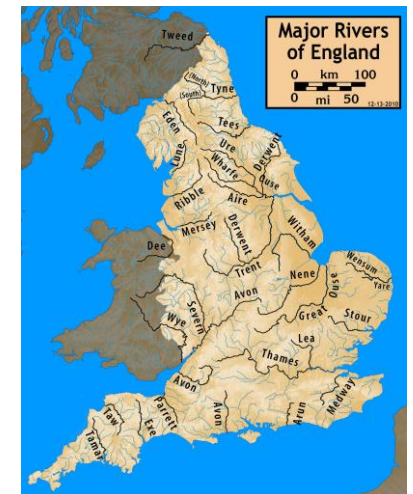 Major Rivers
of England
0 km 100
0 mi 50
12-13-2010
Tweed
(North)
(South)
Tyne
Eden
Tees
Lune
Ure
Derwent
Wharfe
Ouse
Ribble
Aire
Mersey
Derwent
Witham
Dee
Trent
Nene
Wensum
Yare
Avon
Great Ouse
Severn
Stour
Wye
Lea
Thames
Avon
Medway
Parrett
Avon
Arun
Taw
Exe
Tamar